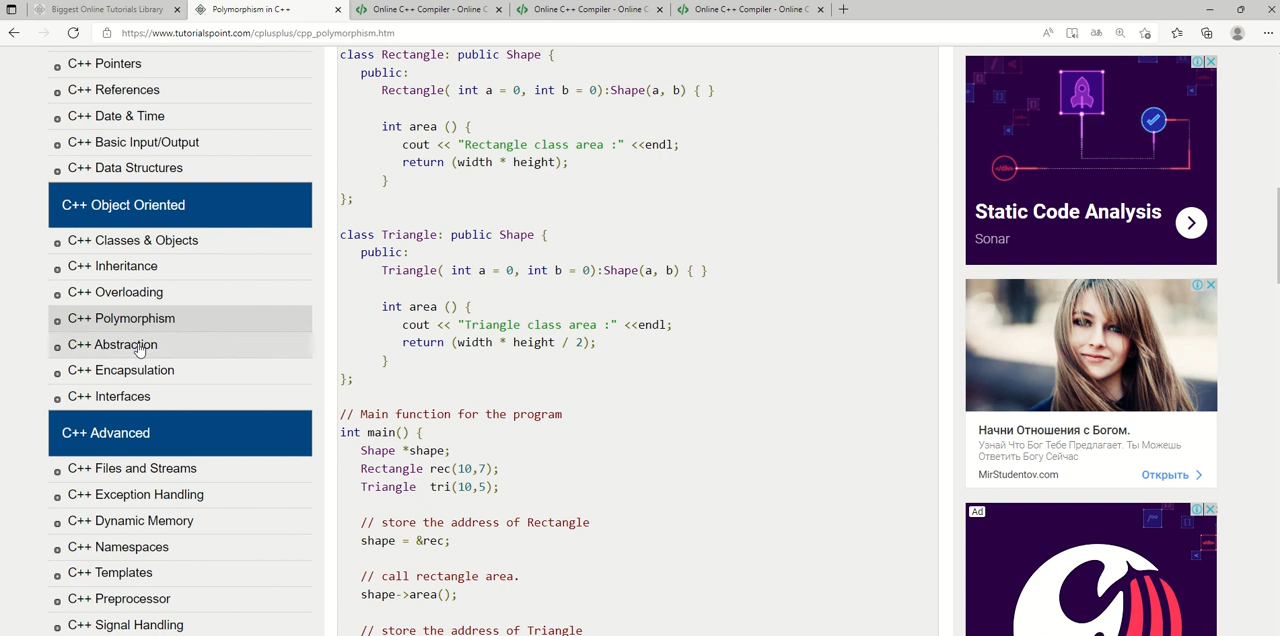 Biggest Online Tutorials Library
Polymorphism in C++
Online C++ Compiler - Online C
Online C++ Compiler - Online C
Online C++ Compiler - Online C
https://www.tutorialspoint.com/cplusplus/cpp_polymorphism.htm
C++ Pointers
C++ References
C++ Date & Time
C++ Basic Input/Output
C++ Data Structures
C++ Object Oriented
C++ Classes & Objects
C++ Inheritance
C++ Overloading
C++ Polymorphism
C++ Abstraction
C++ Encapsulation
C++ Interfaces
C++ Advanced
C++ Files and Streams
C++ Exception Handling
C++ Dynamic Memory
C++ Namespaces
C++ Templates
C++ Preprocessor
C++ Signal Handling
class Rectangle: public Shape {
public:
Rectangle( int a = 0, int b = 0):Shape(a, b) { }
int area () {
cout << "Rectangle class area :" <<endl;
return (width * height);
}
};
class Triangle: public Shape {
public:
Triangle( int a = 0, int b = 0):Shape(a, b) { }
int area () {
cout << "Triangle class area :" <<endl;
return (width * height / 2);
}
};
// Main function for the program
int main() {
Shape *shape;
Rectangle rec(10,7);
Triangle  tri(10,5);
// store the address of Rectangle
shape = &rec;
// call rectangle area.
shape->area();
// store the address of Triangle
Static Code Analysis
Sonar
Начни Отношения с Богом.
Узнай Что Бог Тебе Предлагает. Ты Можешь
Ответить Богу Сейчас
MirStudentov.com
Открыть
Ad